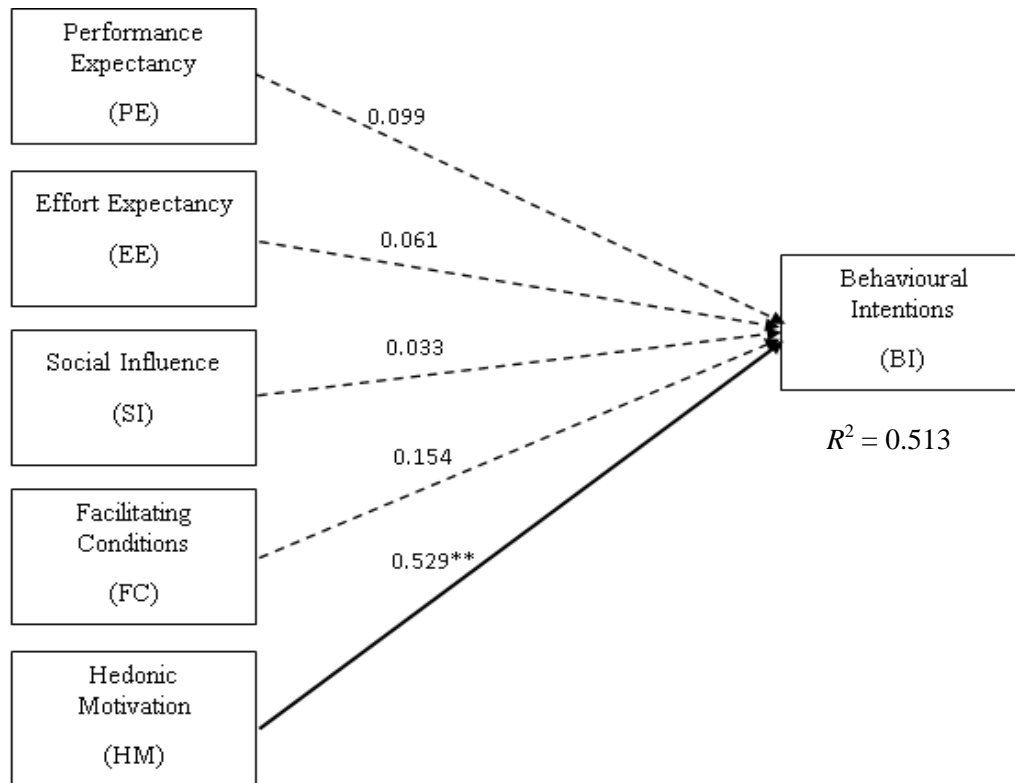 Performance
Expectancy
(PE)
0.099
Effort Expectancy
(EE)
0.061
Social Influence
(SI)
0.033
Facilitating
Conditions
(FC)
0.154
Hedonic
Motivation
(HM)
0.529**
Behavioural
Intentions
(BI)
R² = 0.513